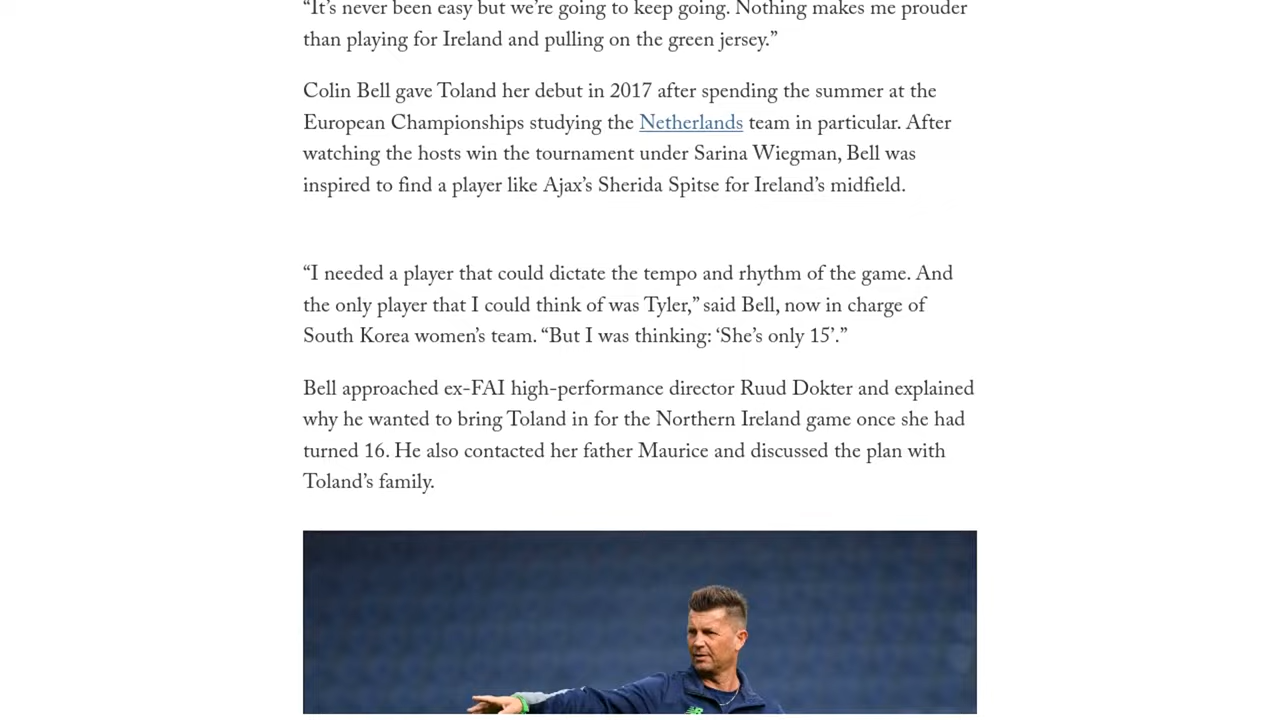 “It’s never been easy but we’re going to keep going. Nothing makes me prouder
than playing for Ireland and pulling on the green jersey.”
Colin Bell gave Toland her debut in 2017 after spending the summer at the
European Championships studying the Netherlands team in particular. After
watching the hosts win the tournament under Sarina Wiegman, Bell was
inspired to find a player like Ajax’s Sherida Spitse for Ireland’s midfield.
“I needed a player that could dictate the tempo and rhythm of the game. And
the only player that I could think of was Tyler,” said Bell, now in charge of
South Korea women’s team. “But I was thinking: ‘She’s only 15’.”
Bell approached ex-FAI high-performance director Ruud Dokter and explained
why he wanted to bring Toland in for the Northern Ireland game once she had
turned 16. He also contacted her father Maurice and discussed the plan with
Toland’s family.